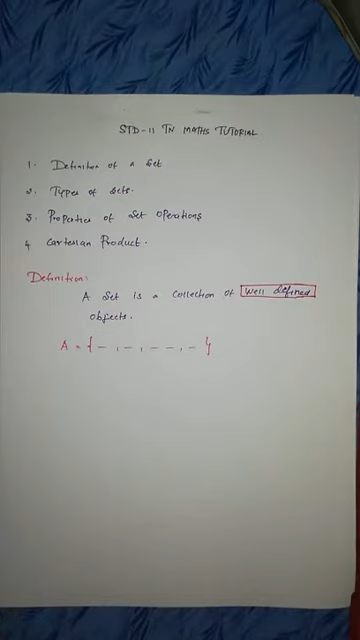 STD-11 TN MATHS TUTORIAL
1. Definition of a Set
2. Types of Sets.
3. Properties of Set Operations
4 Cartesian Product.
Definition:
A Set is a collection of well defined
objects.
A = { - , - , - - , - }